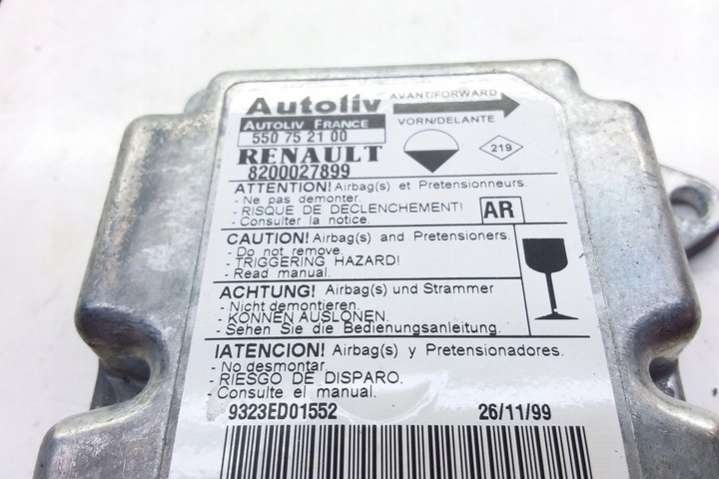 Autoliv
AVANT/FORWARD
AUTOLIV FRANCE
VORN/DELANTE
550 75 21 00
RENAULT
219
8200027899
ATTENTION! Airbag(s) et Pretensionneurs.
- Ne pas demonter.
- RISQUE DE DECLENCHEMENT!
- Consulter la notice
AR
CAUTION! Airbag(s) and Pretensioners.
- Do not remove
- TRIGGERING HAZARD!
- Read manual.
ACHTUNG! Airbag(s) und Strammer
- Nicht demontieren.
- KONNEN AUSLONEN.
- Sehen Sie die Bedienungsanleitung.
IATENCION! Airbag(s) y Pretensionadores.
- No desmontar
- RIESGO DE DISPARO.
- Consulte el manual.
9323ED01552 26/11/99